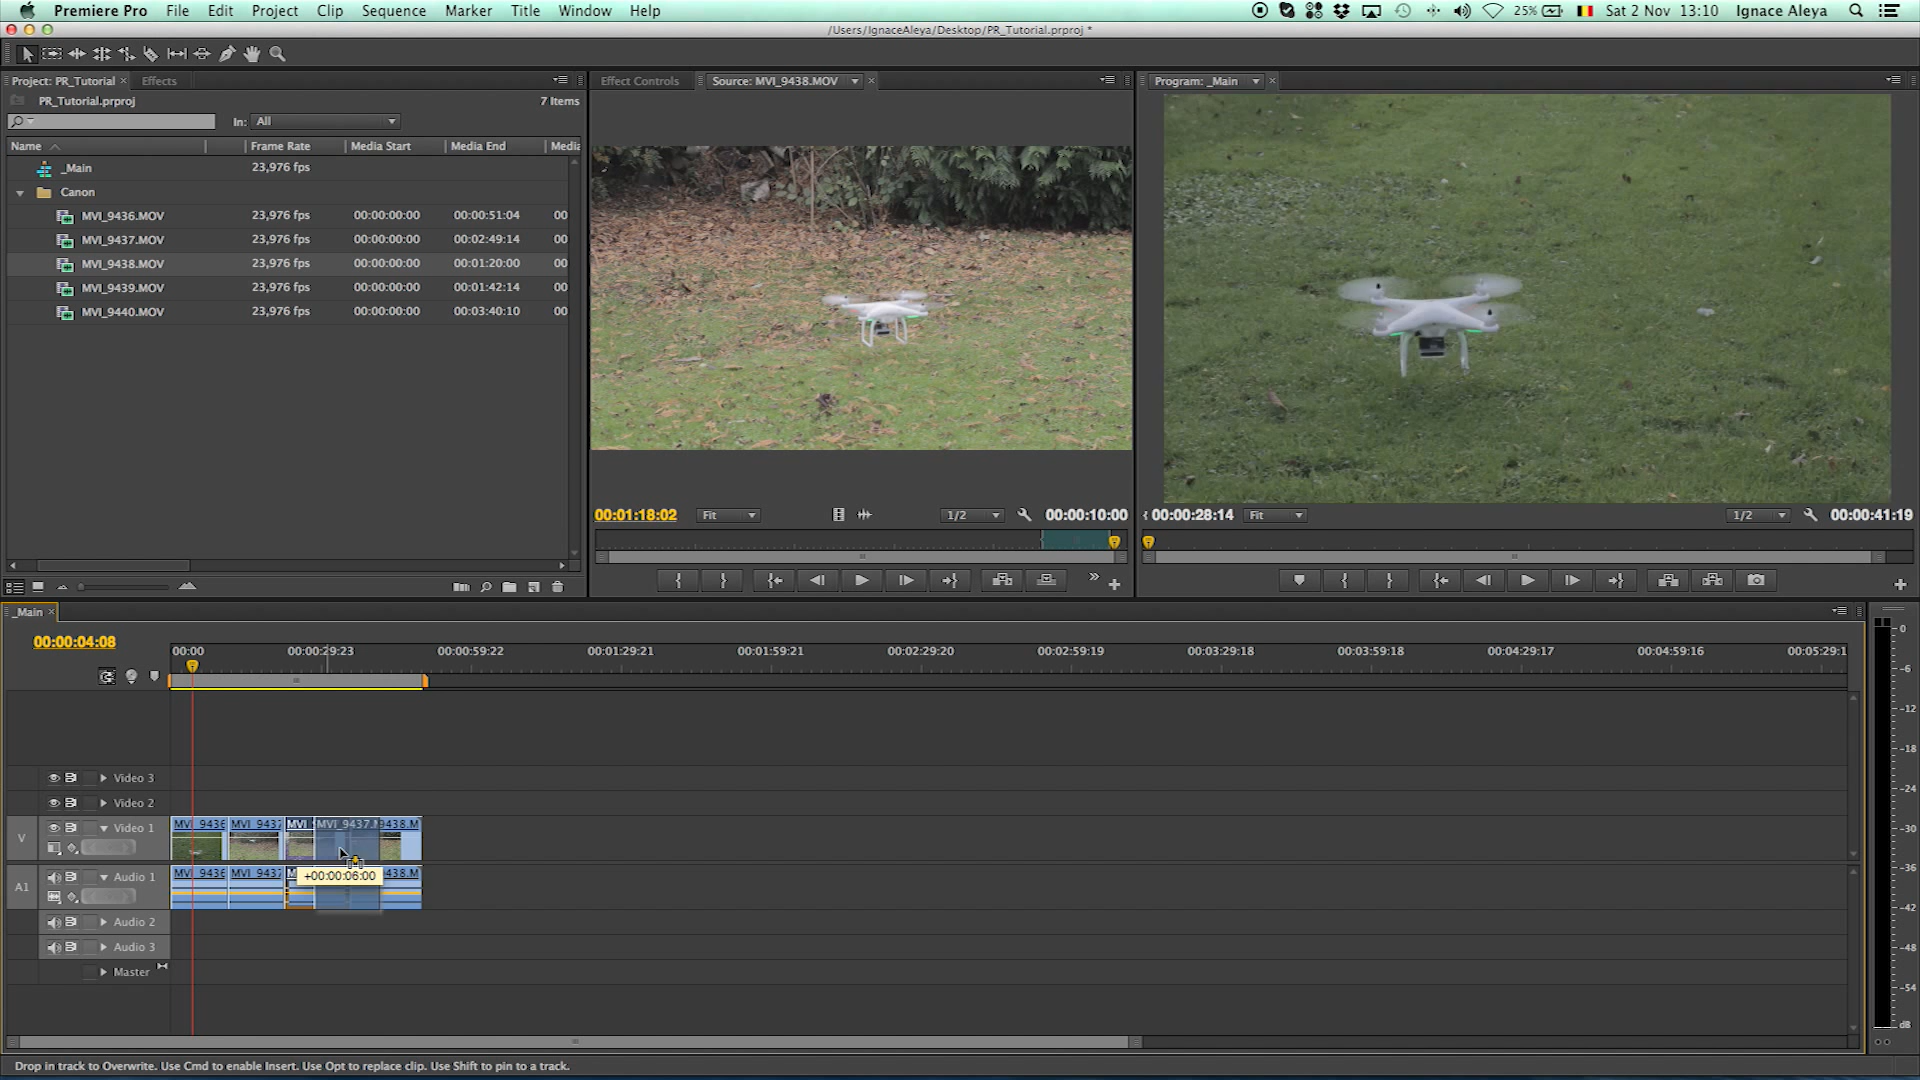 Premiere Pro File Edit Project Clip Sequence Marker Title Window Help 25% Sat 2 Nov 13:10 Ignace Aleya
/Users/IgnaceAleya/Desktop/PR_Tutorial.prproj *
Project: PR_Tutorial × Effects
PR_Tutorial.prproj 7 Items
In: All
Name Frame Rate Media Start Media End Media
_Main 23,976 fps
Canon
MVI_9436.MOV 23,976 fps 00:00:00:00 00:00:51:04 00
MVI_9437.MOV 23,976 fps 00:00:00:00 00:02:49:14 00
MVI_9438.MOV 23,976 fps 00:00:00:00 00:01:20:00 00
MVI_9439.MOV 23,976 fps 00:00:00:00 00:01:42:14 00
MVI_9440.MOV 23,976 fps 00:00:00:00 00:03:40:10 00
Effect Controls Source: MVI_9438.MOV ×
00:01:18:02 Fit 1/2 00:00:10:00
Program: _Main ×
00:00:28:14 Fit 1/2 00:00:41:19
_Main ×
00:00:04:08
00:00 00:00:29:23 00:00:59:22 00:01:29:21 00:01:59:21 00:02:29:20 00:02:59:19 00:03:29:18 00:03:59:18 00:04:29:17 00:04:59:16 00:05:29:1
Video 3
Video 2
V Video 1 MVI_9436 MVI_9437 MVI MVI_9437.M 9438.M
A1 Audio 1 MVI_9436 MVI_9437 M 9438.M
+00:00:06:00
Audio 2
Audio 3
Master
0
-6
-12
-18
-24
-30
-36
-42
-48
-54
dB
Drop in track to Overwrite. Use Cmd to enable Insert. Use Opt to replace clip. Use Shift to pin to a track.